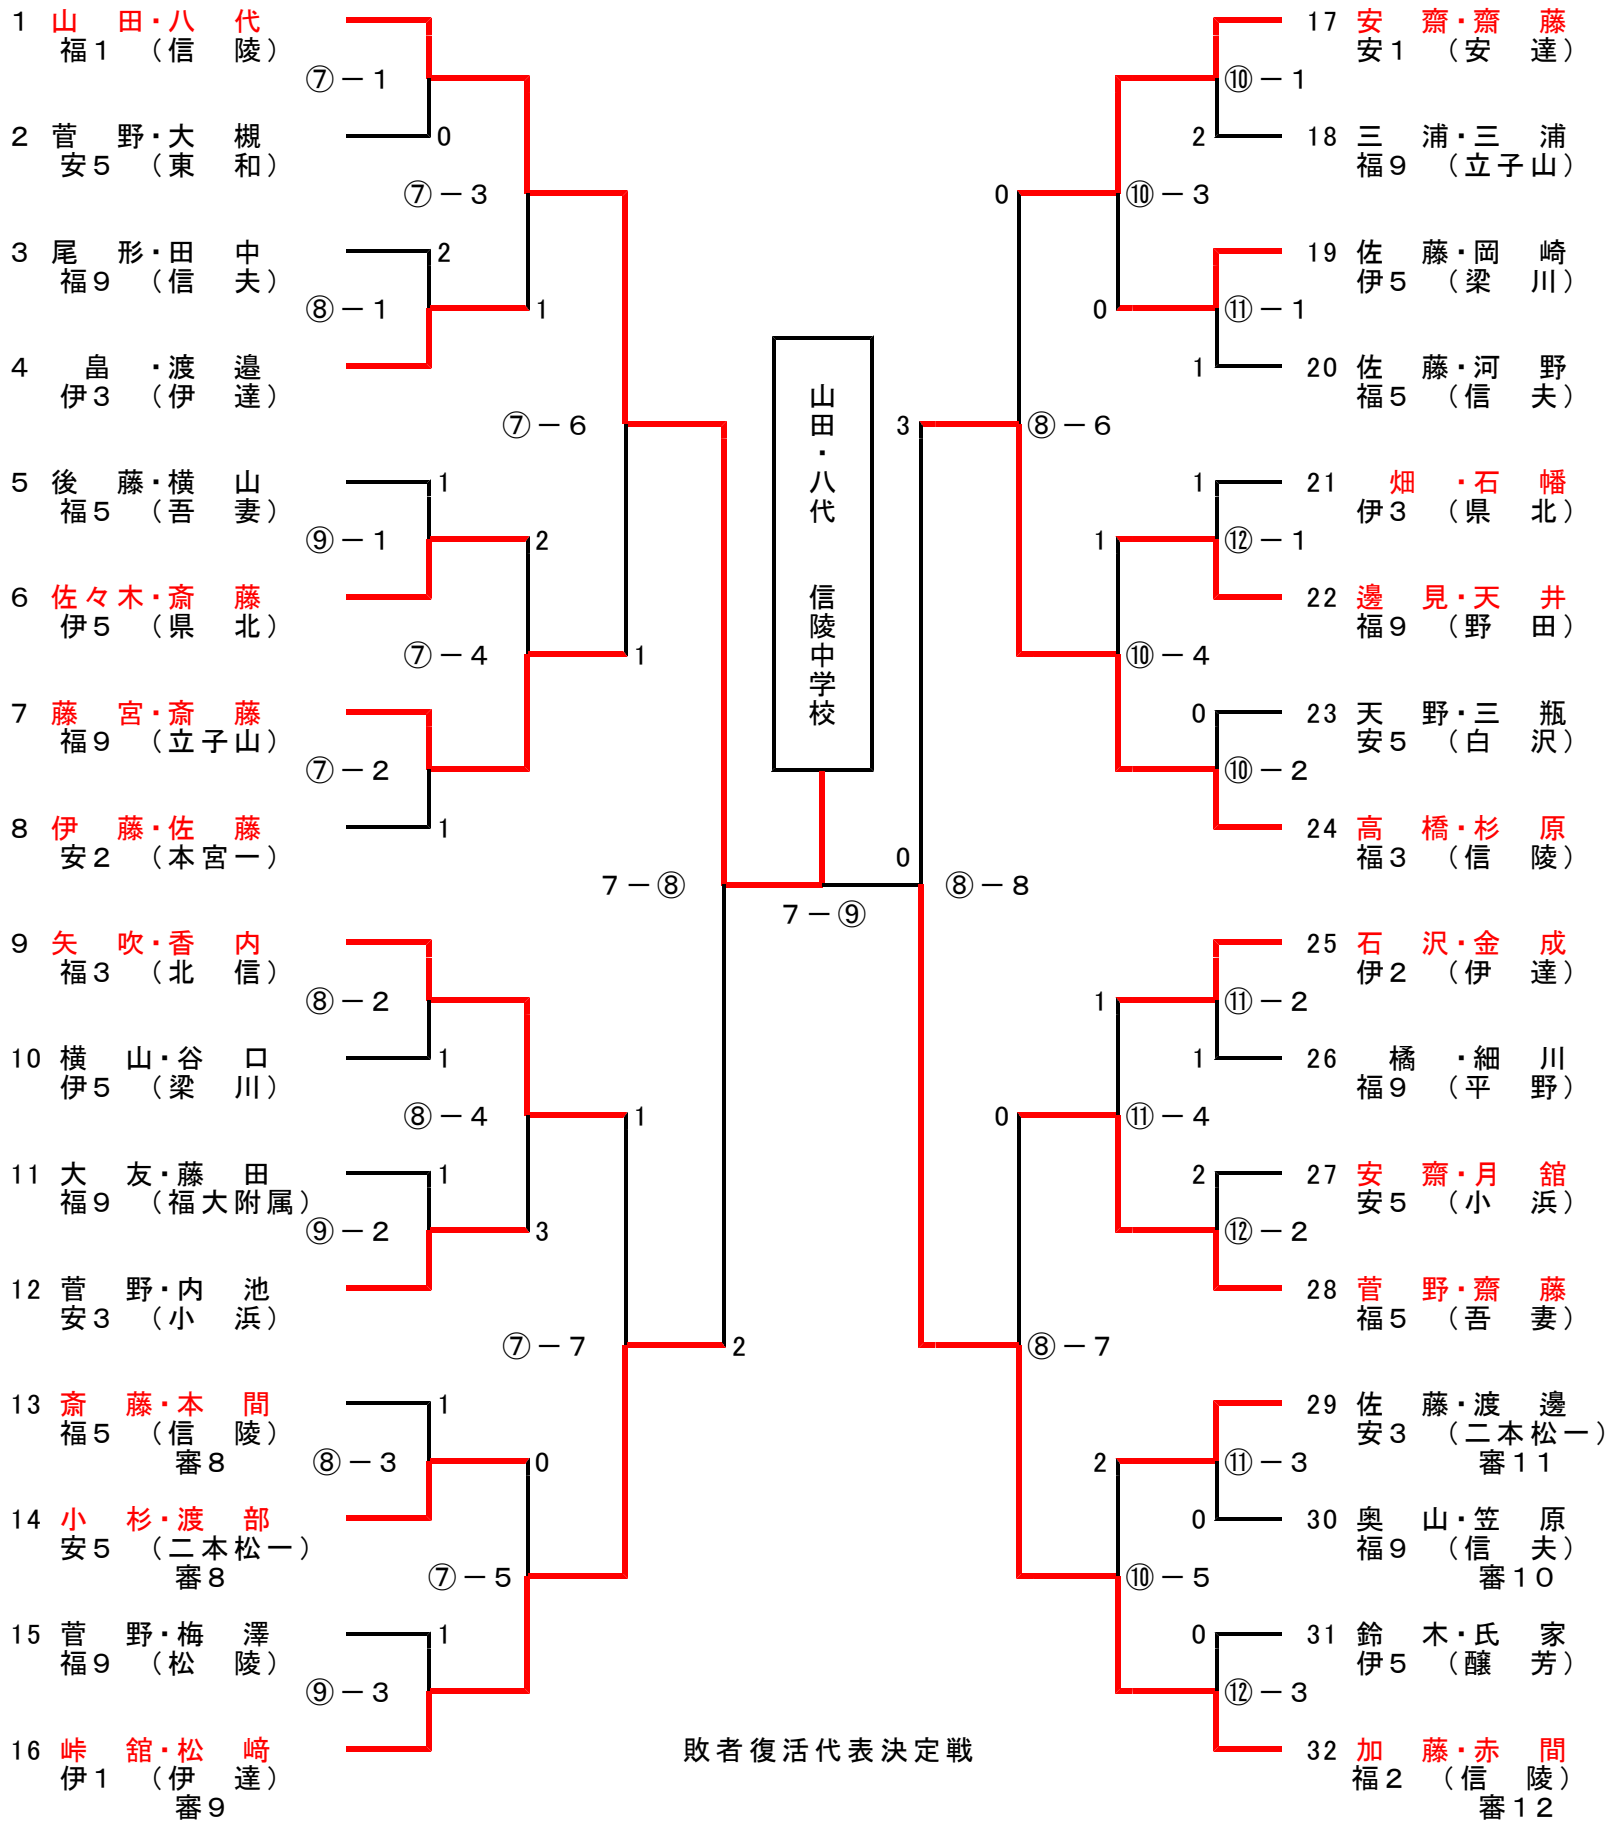 1 山 田・八 代
福１ （信 陵）
⑦－１
2 菅 野・大 槻
安５ （東 和）
0
⑦－３
3 尾 形・田 中
福９ （信 夫）
2
⑧－１
1
4 畠 ・渡 邉
伊３ （伊 達）
⑦－６
5 後 藤・横 山
福５ （吾 妻）
1
⑨－１
2
6 佐々木・斎 藤
伊５ （県 北）
⑦－４
1
7 藤 宮・斎 藤
福９ （立子山）
⑦－２
8 伊 藤・佐 藤
安２ （本宮一）
1
7－⑧
9 矢 吹・香 内
福３ （北 信）
⑧－２
10 横 山・谷 口
伊５ （梁 川）
1
⑧－４
1
11 大 友・藤 田
福９ （福大附属）
1
⑨－２
3
12 菅 野・内 池
安３ （小 浜）
⑦－７
2
13 斎 藤・本 間
福５ （信 陵）
審８
1
⑧－３
0
14 小 杉・渡 部
安５ （二本松一）
審８
⑦－５
15 菅 野・梅 澤
福９ （松 陵）
1
⑨－３
16 峠 舘・松 﨑
伊１ （伊 達）
審９
山田・八代 信陵中学校
7－⑨
0
敗者復活代表決定戦
17 安 齋・齋 藤
安１ （安 達）
⑩－１
2
18 三 浦・三 浦
福９ （立子山）
0
⑩－３
19 佐 藤・岡 崎
伊５ （梁 川）
0
⑪－１
1
20 佐 藤・河 野
福５ （信 夫）
3
⑧－６
1
21 畑 ・石 幡
伊３ （県 北）
1
⑫－１
22 邊 見・天 井
福９ （野 田）
⑩－４
0
23 天 野・三 瓶
安５ （白 沢）
⑩－２
24 高 橋・杉 原
福３ （信 陵）
⑧－８
25 石 沢・金 成
伊２ （伊 達）
1
⑪－２
1
26 橘 ・細 川
福９ （平 野）
0
⑪－４
2
27 安 齋・月 舘
安５ （小 浜）
⑫－２
28 菅 野・齋 藤
福５ （吾 妻）
⑧－７
29 佐 藤・渡 邊
安３ （二本松一）
審１１
2
⑪－３
0
30 奥 山・笠 原
福９ （信 夫）
審１０
⑩－５
0
31 鈴 木・氏 家
伊５ （醸 芳）
⑫－３
32 加 藤・赤 間
福２ （信 陵）
審１２